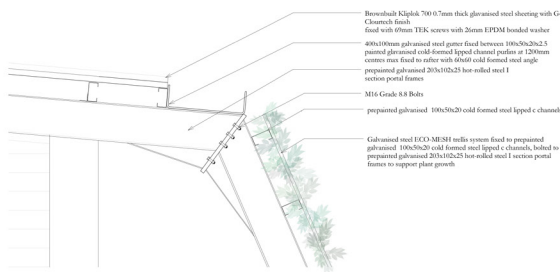 Brownbuilt Kliplok 700 0.7mm thick glavanised steel sheeting with G-
Clourtech finish
fixed with 69mm TEK screws with 26mm EPDM bonded washer
400x100mm galvanised steel gutter fixed between 100x50x20x2.5
painted glavanised cold-formed lipped channel purlins at 1200mm
centres max fixed to rafter with 60x60 cold formed steel angle
prepainted galvanised 203x102x25 hot-rolled steel I
section portal frames
M16 Grade 8.8 Bolts
prepainted galvanised 100x50x20 cold formed steel lipped c channels
Galvanised steel ECO-MESH trellis system fixed to prepainted
galvanised 100x50x20 cold formed steel lipped c channels, bolted to
prepainted galvanised 203x102x25 hot-rolled steel I section portal
frames to support plant growth